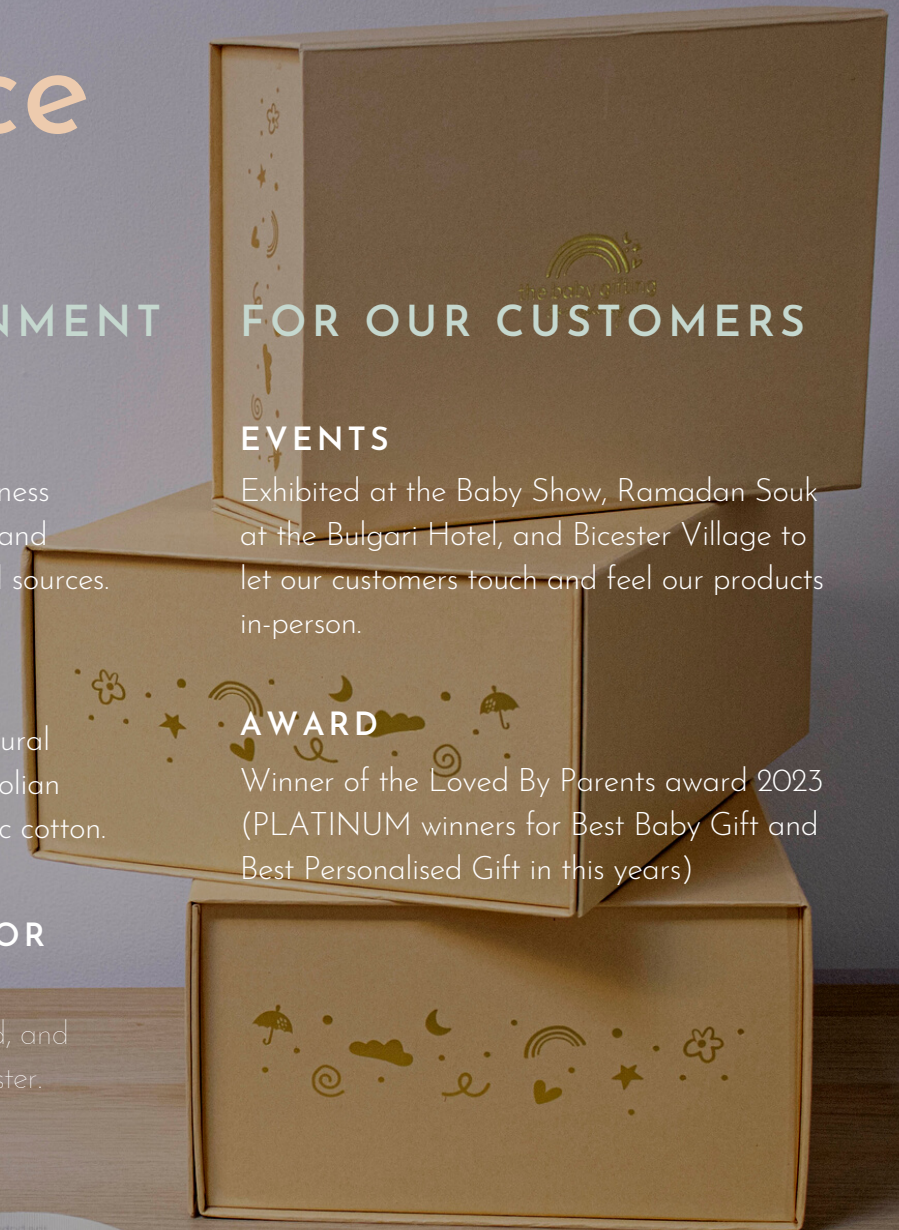 ce
NMENT
ness
and
sources.
ural
olian
c cotton.
OR
d, and
ster.
FOR OUR CUSTOMERS
EVENTS
Exhibited at the Baby Show, Ramadan Souk
at the Bulgari Hotel, and Bicester Village to
let our customers touch and feel our products
in-person.
AWARD
Winner of the Loved By Parents award 2023
(PLATINUM winners for Best Baby Gift and
Best Personalised Gift in this years)
the baby gifting